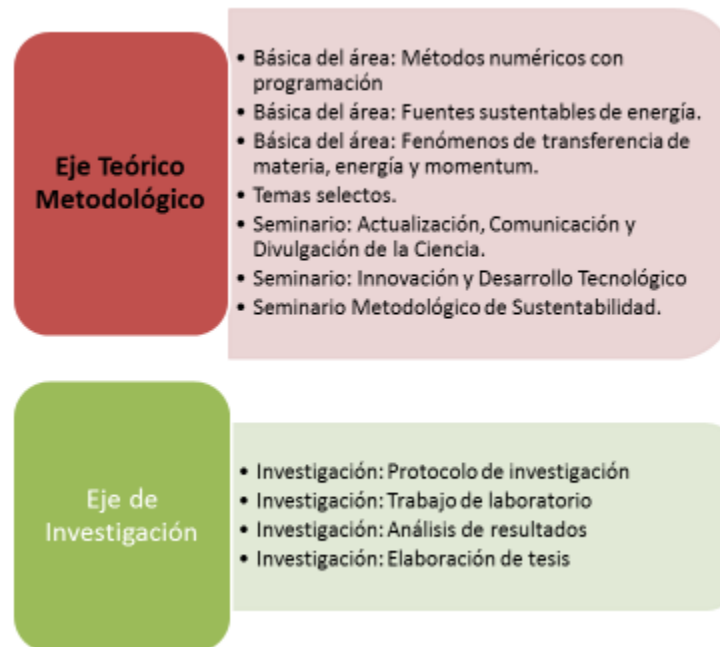 Eje Teórico
Metodológico
• Básica del área: Métodos numéricos con
programación
• Básica del área: Fuentes sustentables de energía.
• Básica del área: Fenómenos de transferencia de
materia, energía y momentum.
• Temas selectos.
• Seminario: Actualización, Comunicación y
Divulgación de la Ciencia.
• Seminario: Innovación y Desarrollo Tecnológico
• Seminario Metodológico de Sustentabilidad.
Eje de
Investigación
• Investigación: Protocolo de investigación
• Investigación: Trabajo de laboratorio
• Investigación: Análisis de resultados
• Investigación: Elaboración de tesis